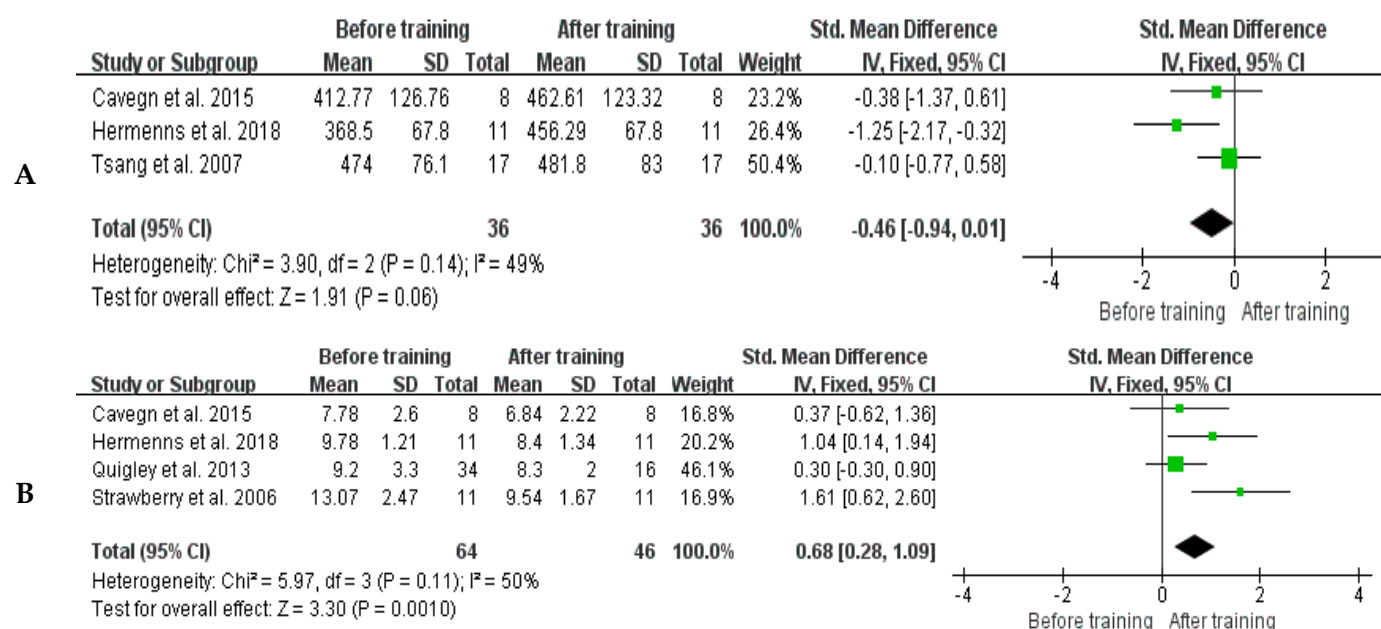 A
Before training After training Std. Mean Difference Std. Mean Difference
Study or Subgroup Mean SD Total Mean SD Total Weight IV, Fixed, 95% CI IV, Fixed, 95% CI
Cavegn et al. 2015 412.77 126.76 8 462.61 123.32 8 23.2% -0.38 [-1.37, 0.61]
Hermenns et al. 2018 368.5 67.8 11 456.29 67.8 11 26.4% -1.25 [-2.17, -0.32]
Tsang et al. 2007 474 76.1 17 481.8 83 17 50.4% -0.10 [-0.77, 0.58]
Total (95% CI) 36 36 100.0% -0.46 [-0.94, 0.01]
Heterogeneity: Chi² = 3.90, df = 2 (P = 0.14); I² = 49%
Test for overall effect: Z = 1.91 (P = 0.06)
-4 -2 0 2
Before training After training
B
Before training After training Std. Mean Difference Std. Mean Difference
Study or Subgroup Mean SD Total Mean SD Total Weight IV, Fixed, 95% CI IV, Fixed, 95% CI
Cavegn et al. 2015 7.78 2.6 8 6.84 2.22 8 16.8% 0.37 [-0.62, 1.36]
Hermenns et al. 2018 9.78 1.21 11 8.4 1.34 11 20.2% 1.04 [0.14, 1.94]
Quigley et al. 2013 9.2 3.3 34 8.3 2 16 46.1% 0.30 [-0.30, 0.90]
Strawberry et al. 2006 13.07 2.47 11 9.54 1.67 11 16.9% 1.61 [0.62, 2.60]
Total (95% CI) 64 46 100.0% 0.68 [0.28, 1.09]
Heterogeneity: Chi² = 5.97, df = 3 (P = 0.11); I² = 50%
Test for overall effect: Z = 3.30 (P = 0.0010)
-4 -2 0 2 4
Before training After training